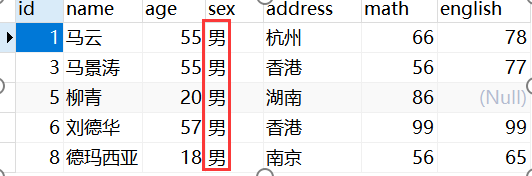 id name age sex address math english
1 马云 55 男 杭州 66 78
3 马景涛 55 男 香港 56 77
5 柳青 20 男 湖南 86 (Null)
6 刘德华 57 男 香港 99 99
8 德玛西亚 18 男 南京 56 65